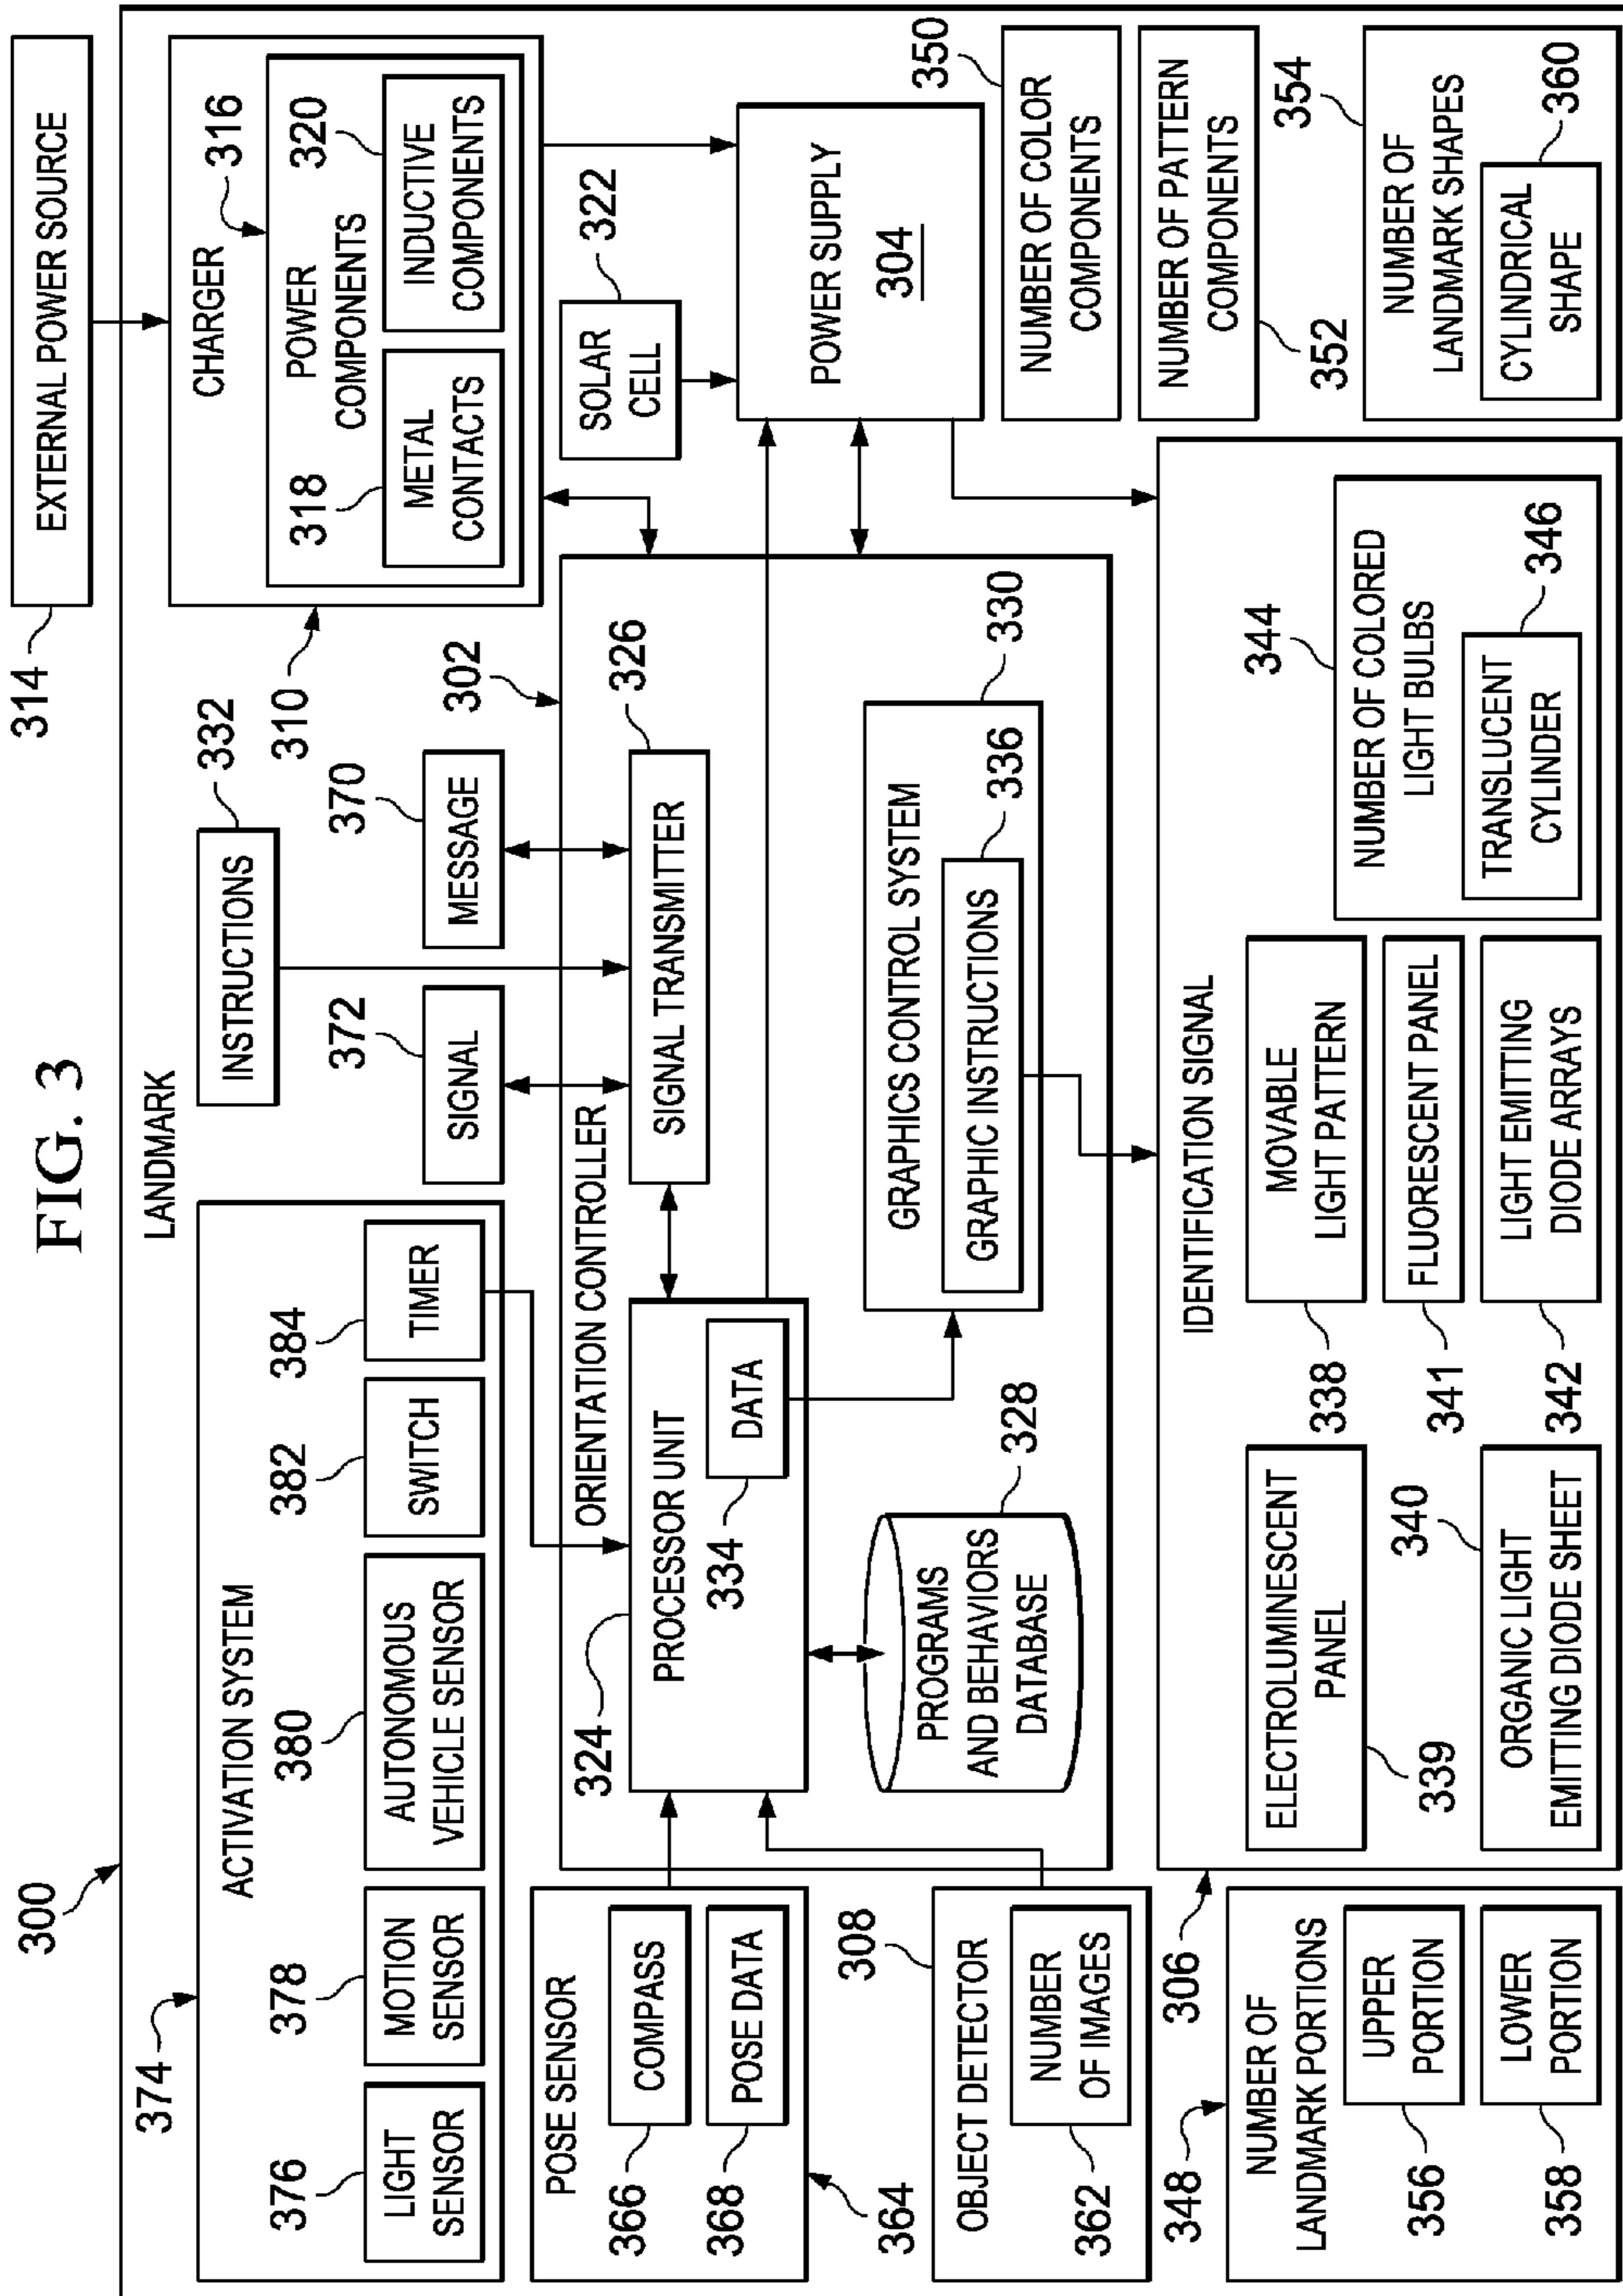 FIG. 3
300
LANDMARK
314
EXTERNAL POWER SOURCE
374
ACTIVATION SYSTEM
376
LIGHT
SENSOR
378
MOTION
SENSOR
380
AUTONOMOUS
VEHICLE SENSOR
382
SWITCH
384
TIMER
332
INSTRUCTIONS
372
SIGNAL
370
MESSAGE
310
CHARGER
316
POWER
COMPONENTS
318
METAL
CONTACTS
320
INDUCTIVE
COMPONENTS
322
SOLAR
CELL
POWER SUPPLY
304
POSE SENSOR
366
COMPASS
368
POSE DATA
364
308
OBJECT DETECTOR
362
NUMBER
OF IMAGES
302
ORIENTATION CONTROLLER
324
PROCESSOR UNIT
334
DATA
326
SIGNAL TRANSMITTER
328
PROGRAMS
AND BEHAVIORS
DATABASE
330
GRAPHICS CONTROL SYSTEM
336
GRAPHIC INSTRUCTIONS
348
NUMBER OF
LANDMARK PORTIONS
356
UPPER
PORTION
358
LOWER
PORTION
306
IDENTIFICATION SIGNAL
339
ELECTROLUMINESCENT
PANEL
338
MOVABLE
LIGHT PATTERN
341
FLUORESCENT PANEL
340
ORGANIC LIGHT
EMITTING DIODE SHEET
342
LIGHT EMITTING
DIODE ARRAYS
344
NUMBER OF COLORED
LIGHT BULBS
346
TRANSLUCENT
CYLINDER
350
NUMBER OF COLOR
COMPONENTS
352
NUMBER OF PATTERN
COMPONENTS
354
NUMBER OF
LANDMARK SHAPES
360
CYLINDRICAL
SHAPE